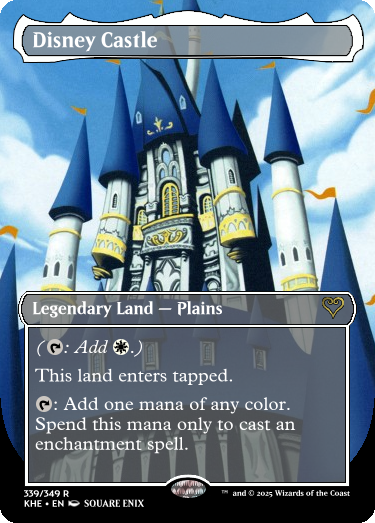 Disney Castle
Legendary Land — Plains
(: Add .)
This land enters tapped.
: Add one mana of any color.
Spend this mana only to cast an
enchantment spell.
339/349 R
KHE • EN SQUARE ENIX
™ and © 2025 Wizards of the Coast